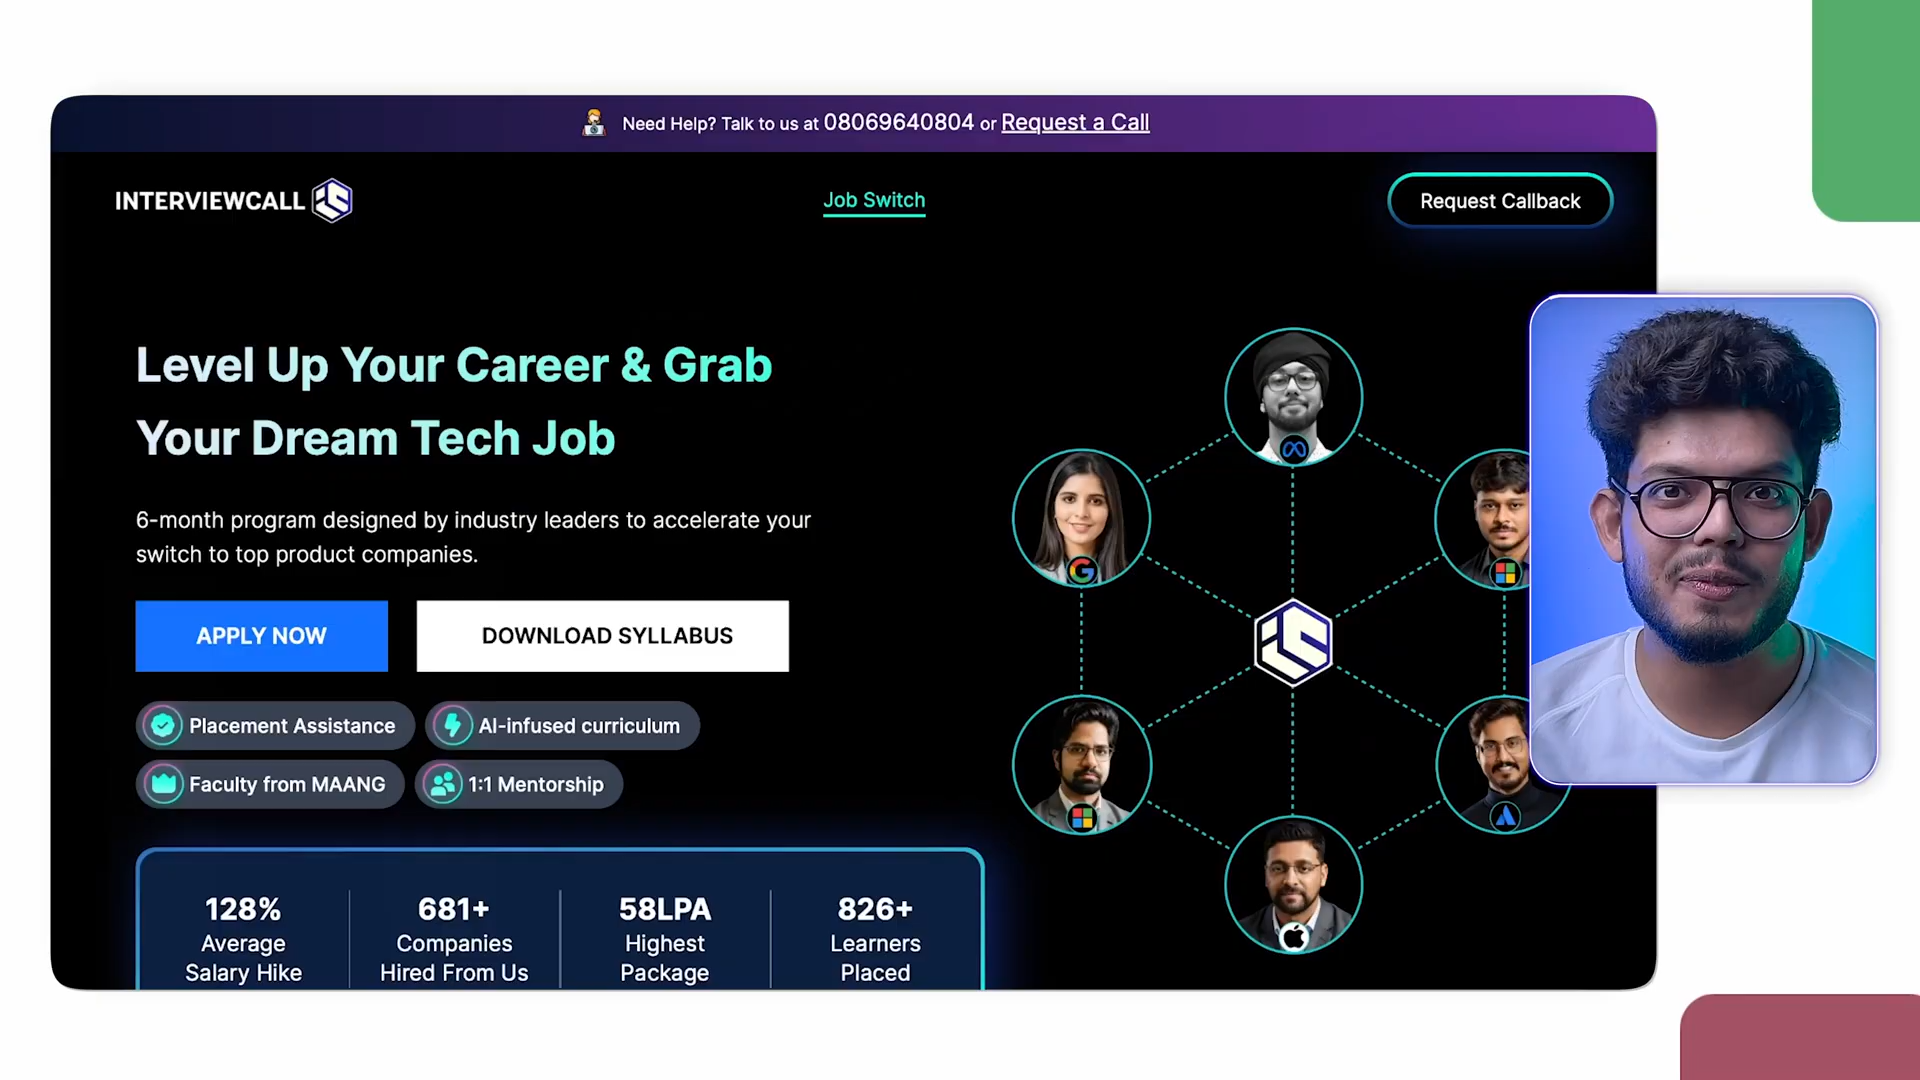 Need Help? Talk to us at 08069640804 or Request a Call
INTERVIEWCALL
Job Switch
Request Callback
Level Up Your Career & Grab
Your Dream Tech Job
6-month program designed by industry leaders to accelerate your
switch to top product companies.
APPLY NOW
DOWNLOAD SYLLABUS
Placement Assistance
AI-infused curriculum
Faculty from MAANG
1:1 Mentorship
128%
Average
Salary Hike
681+
Companies
Hired From Us
58LPA
Highest
Package
826+
Learners
Placed